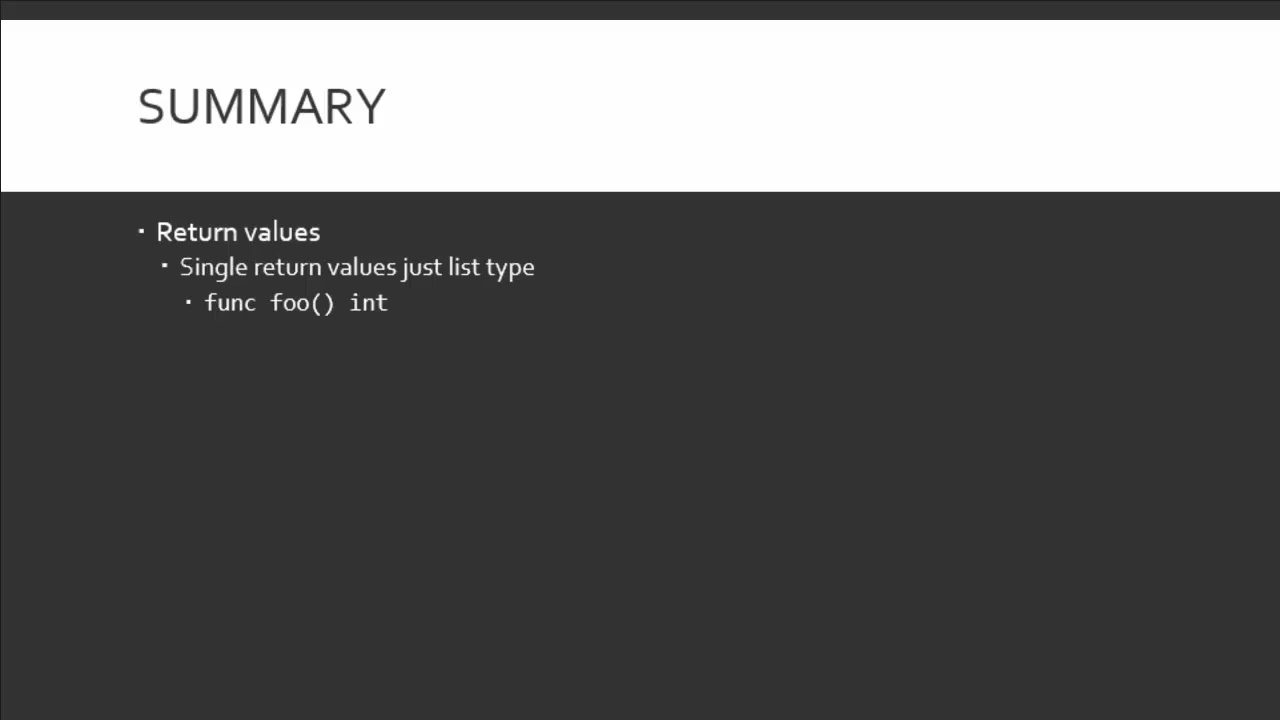 SUMMARY
Return values
Single return values just list type
func foo() int